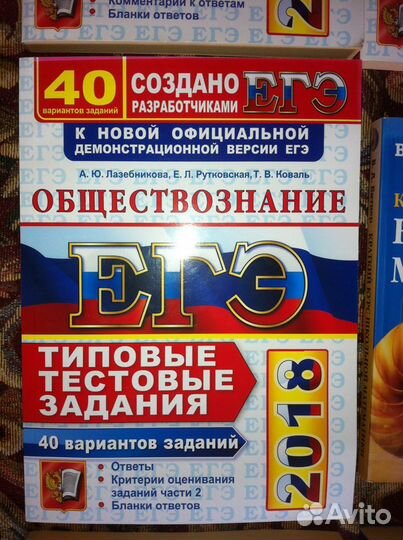 Комментарии к ответам
• Бланки ответов
2018
40
вариантов заданий
СОЗДАНО
РАЗРАБОТЧИКАМИ
ЕГЭ
К НОВОЙ ОФИЦИАЛЬНОЙ
ДЕМОНСТРАЦИОННОЙ ВЕРСИИ ЕГЭ
А. Ю. Лазебникова, Е. Л. Рутковская, Т. В. Коваль
ОБЩЕСТВОЗНАНИЕ
ЕГЭ
ТИПОВЫЕ
ТЕСТОВЫЕ
ЗАДАНИЯ
40 вариантов заданий
• Ответы
• Критерии оценивания
заданий части 2
• Бланки ответов
2018
Avito